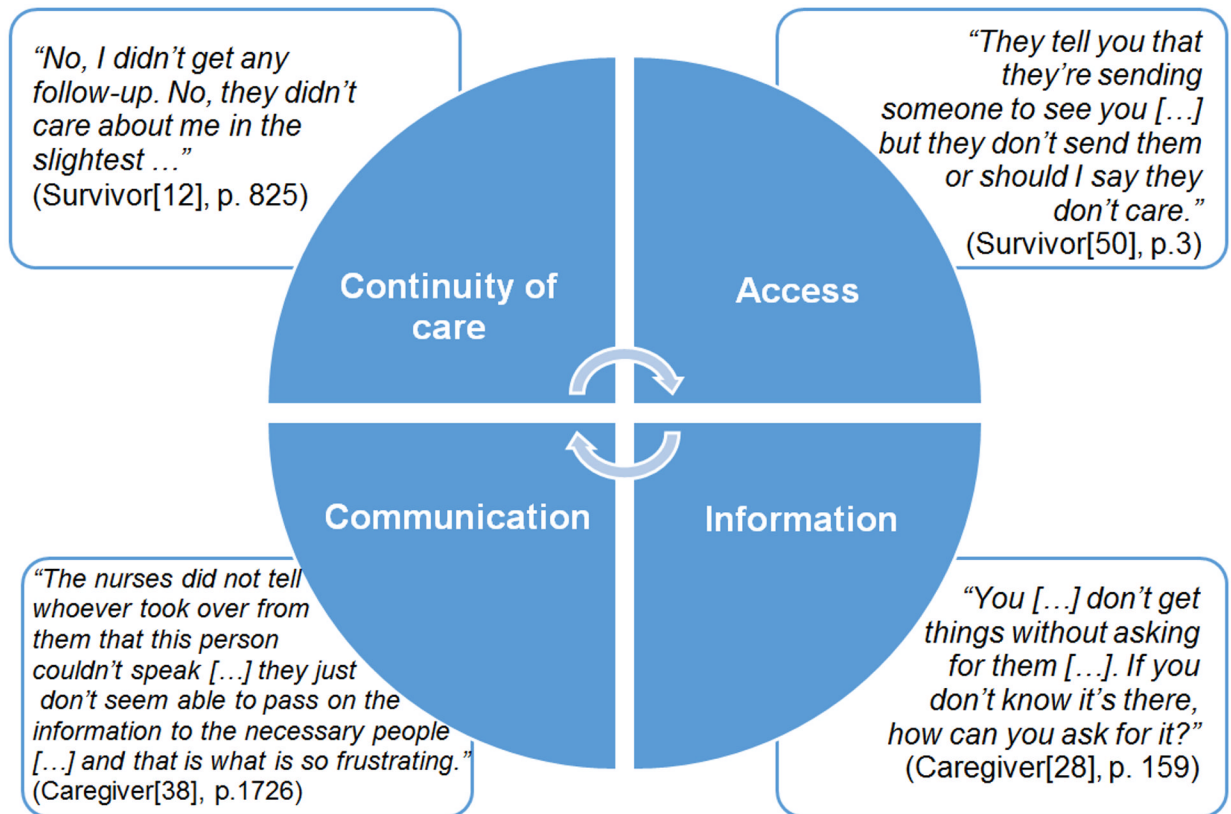 “No, I didn’t get any
follow-up. No, they didn’t
care about me in the
slightest …”
(Survivor[12], p. 825)
“They tell you that
they’re sending
someone to see you […]
but they don’t send them
or should I say they
don’t care.”
(Survivor[50], p.3)
Continuity of
care
Access
Communication
Information
“The nurses did not tell
whoever took over from
them that this person
couldn’t speak […] they just
don’t seem able to pass on the
information to the necessary people
[…] and that is what is so frustrating.”
(Caregiver[38], p.1726)
“You […] don’t get
things without asking
for them […]. If you
don’t know it’s there,
how can you ask for it?”
(Caregiver[28], p. 159)